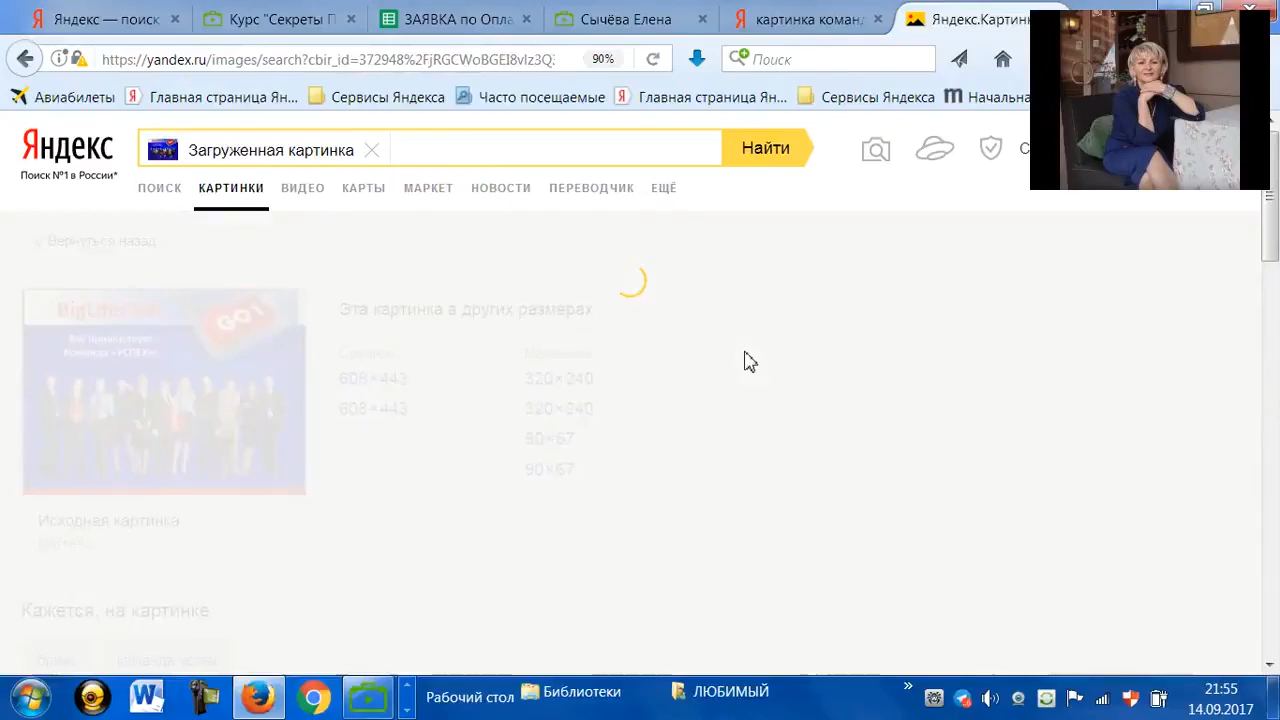 Яндекс — поиск
Курс "Секреты П
ЗАЯВКА по Опла
Сычёва Елена
картинка коман
Яндекс.Картин
https://yandex.ru/images/search?cbir_id=372948%2FjRGCWoBGEI8vIz3Q
90%
Поиск
Авиабилеты
Главная страница Ян...
Сервисы Яндекса
Часто посещаемые
Главная страница Ян...
Сервисы Яндекса
Начальна
Яндекс
Поиск №1 в России*
Загруженная картинка
Найти
ПОИСК
КАРТИНКИ
ВИДЕО
КАРТЫ
МАРКЕТ
НОВОСТИ
ПЕРЕВОДЧИК
ЕЩЁ
Вернуться назад
GO!
Эта картинка в других размерах
608×443
320×240
608×443
320×240
90×67
90×67
Исходная картинка
Кажется, на картинке
Рабочий стол
Библиотеки
ЛЮБИМЫЙ
21:55
14.09.2017